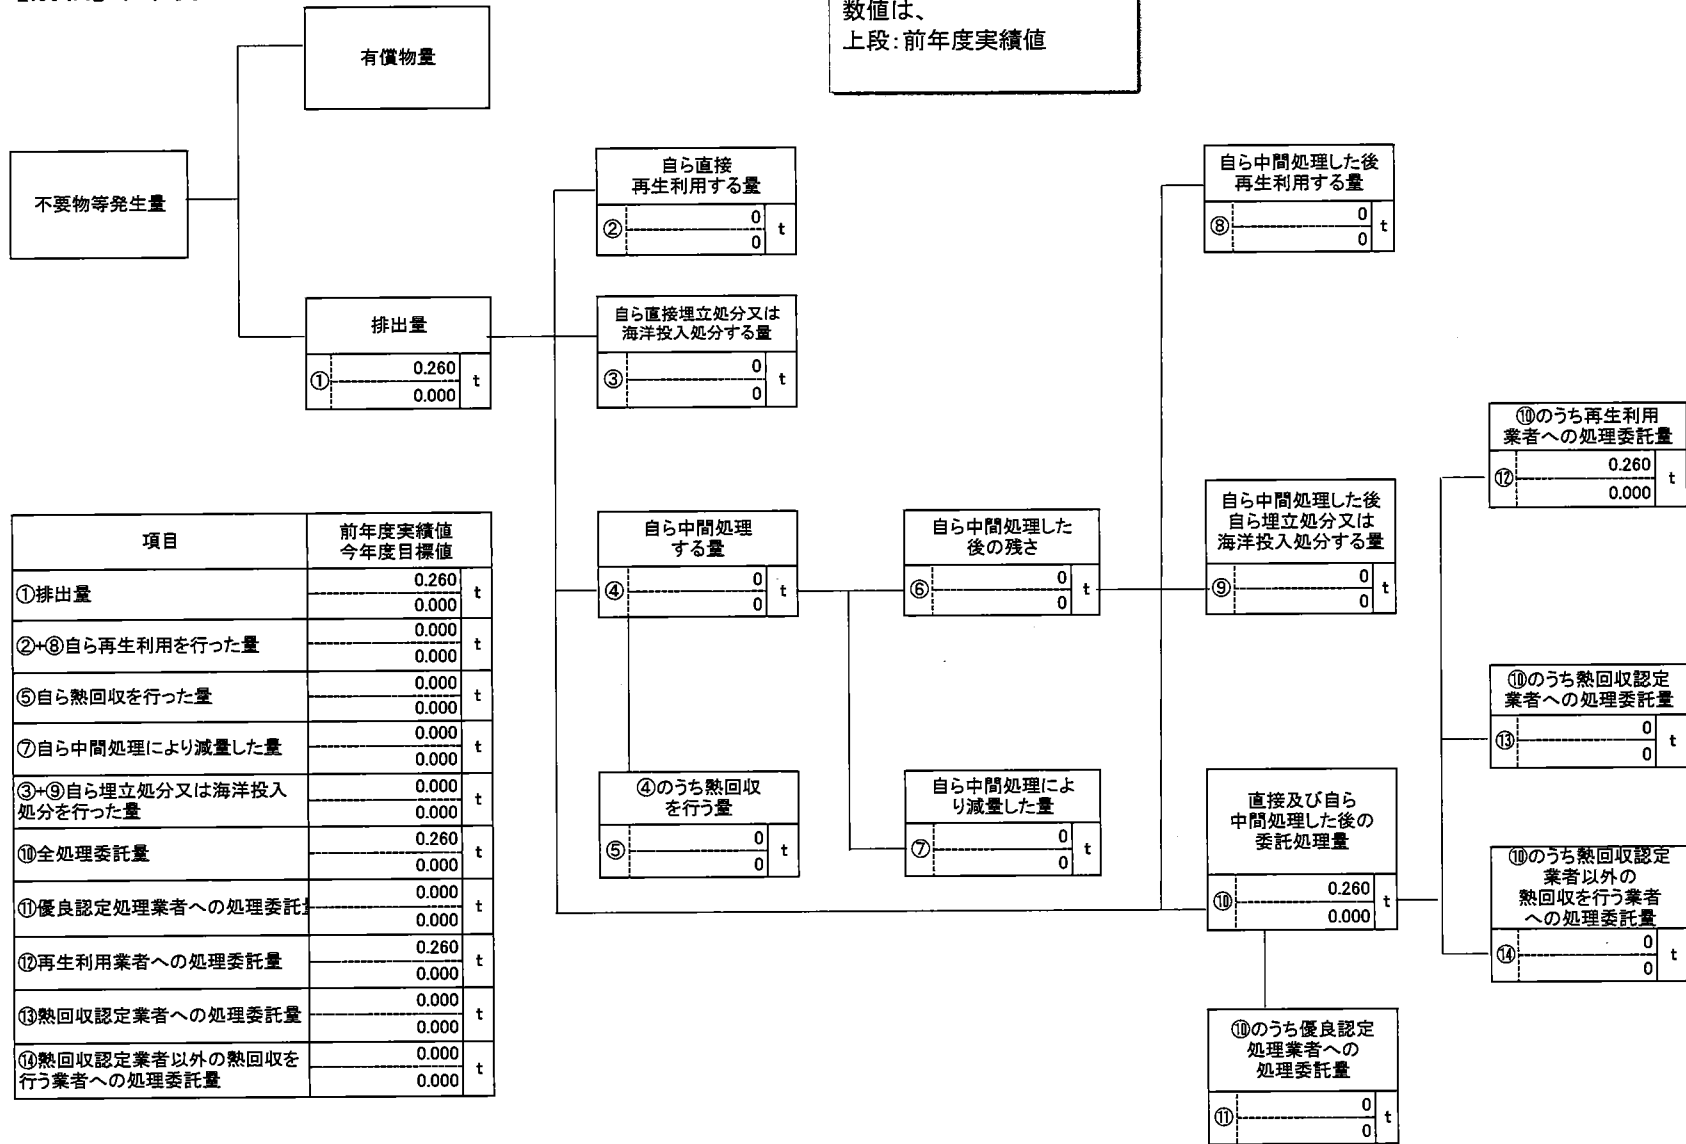 数値は、
上段:前年度実績値
有償物量
不要物等発生量
排出量
① 0.260 t
0.000
自ら直接
再生利用する量
② 0 t
0
自ら直接埋立処分又は
海洋投入処分する量
③ 0 t
0
自ら中間処理
する量
④ 0 t
0
④のうち熱回収
を行う量
⑤ 0 t
0
自ら中間処理した
後の残さ
⑥ 0 t
0
自ら中間処理によ
り減量した量
⑦ 0 t
0
自ら中間処理した後
再生利用する量
⑧ 0 t
0
自ら中間処理した後
自ら埋立処分又は
海洋投入処分する量
⑨ 0 t
0
直接及び自ら
中間処理した後の
委託処理量
⑩ 0.260 t
0.000
⑩のうち優良認定
処理業者への
処理委託量
⑪ 0 t
0
⑩のうち再生利用
業者への処理委託量
⑫ 0.260 t
0.000
⑩のうち熱回収認定
業者への処理委託量
⑬ 0 t
0
⑩のうち熱回収認定
業者以外の
熱回収を行う業者
への処理委託量
⑭ 0 t
0
項目 前年度実績値
今年度目標値
①排出量 0.260 t
0.000
②+⑧自ら再生利用を行った量 0.000 t
0.000
⑤自ら熱回収を行った量 0.000 t
0.000
⑦自ら中間処理により減量した量 0.000 t
0.000
③+⑨自ら埋立処分又は海洋投入
処分を行った量 0.000 t
0.000
⑩全処理委託量 0.260 t
0.000
⑪優良認定処理業者への処理委託 0.000 t
0.000
⑫再生利用業者への処理委託量 0.260 t
0.000
⑬熱回収認定業者への処理委託量 0.000 t
0.000
⑭熱回収認定業者以外の熱回収を
行う業者への処理委託量 0.000 t
0.000